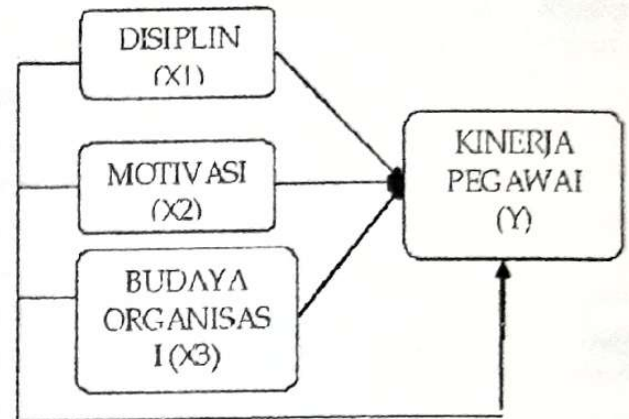 DISIPLIN
(X1)
MOTIVASI
(X2)
BUDAYA
ORGANISAS
I (X3)
KINERJA
PEGAWAI
(Y)